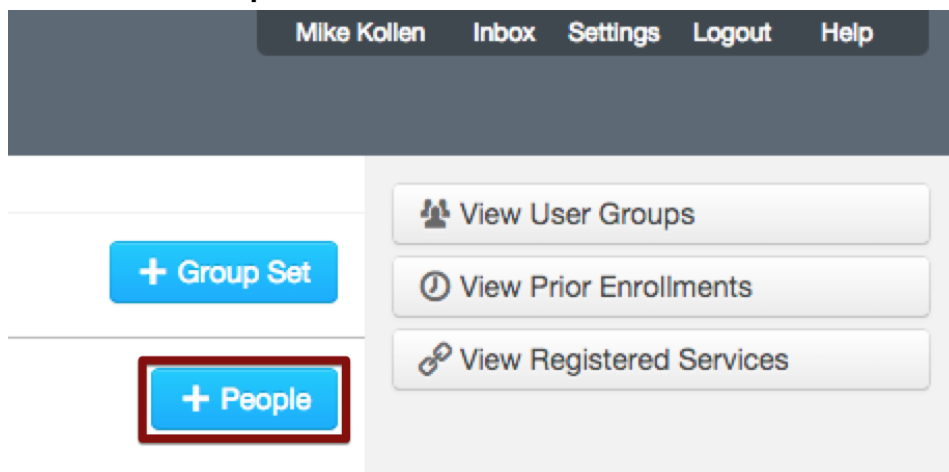 Mike Kollen Inbox Settings Logout Help
View User Groups
+ Group Set
View Prior Enrollments
View Registered Services
+ People